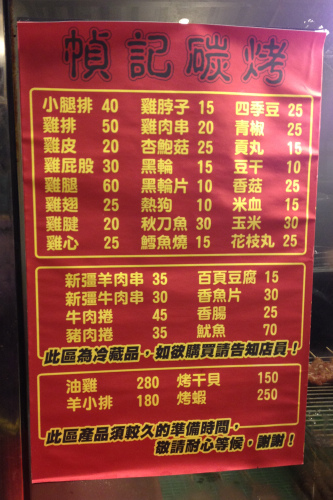 幀記碳烤
小腿排 40 雞脖子 15 四季豆 25
雞排 50 雞肉串 20 青椒 25
雞皮 20 杏鮑菇 25 貢丸 15
雞屁股 30 黑輪 15 豆干 10
雞腿 60 黑輪片 10 香菇 25
雞翅 25 熱狗 10 米血 15
雞腱 20 秋刀魚 30 玉米 30
雞心 25 鱈魚燒 15 花枝丸 25
新疆羊肉串 35 百頁豆腐 15
新疆牛肉串 30 香魚片 30
牛肉捲 45 香腸 25
豬肉捲 35 魷魚 70
此區為冷藏品，如欲購買請告知店員！
油雞 280 烤干貝 150
羊小排 180 烤蝦 250
此區產品須較久的準備時間，
敬請耐心等候，謝謝！